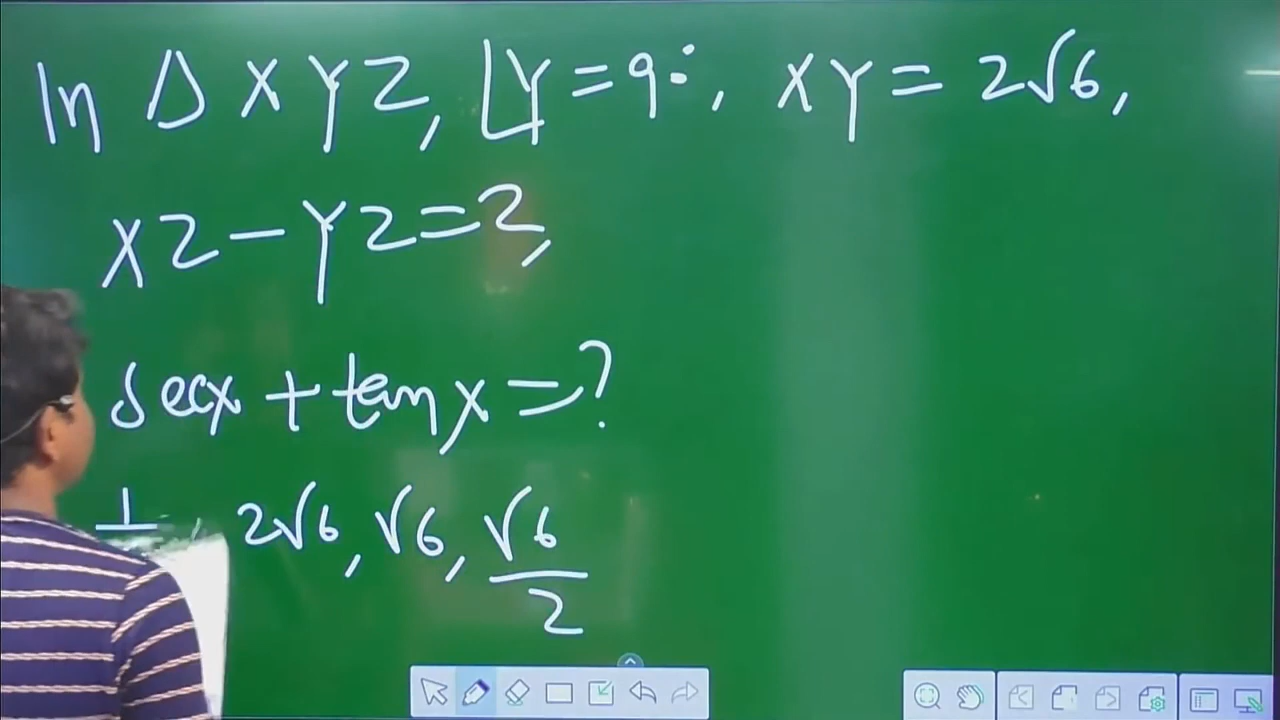 In Δ XYZ, ∠Y = 90°, XY = 2√6,
XZ – YZ = 2,
secx + tanx = ?
2√6, √6, √6/2